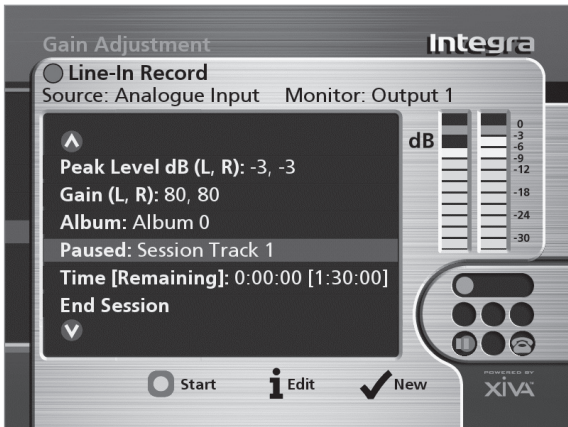 Gain Adjustment
Integra
Line-In Record
Source: Analogue Input Monitor: Output 1
dB
0
-3
-6
-9
-12
-18
-24
-30
Peak Level dB (L, R): -3, -3
Gain (L, R): 80, 80
Album: Album 0
Paused: Session Track 1
Time [Remaining]: 0:00:00 [1:30:00]
End Session
Start
Edit
New
POWERED BY
XiVA